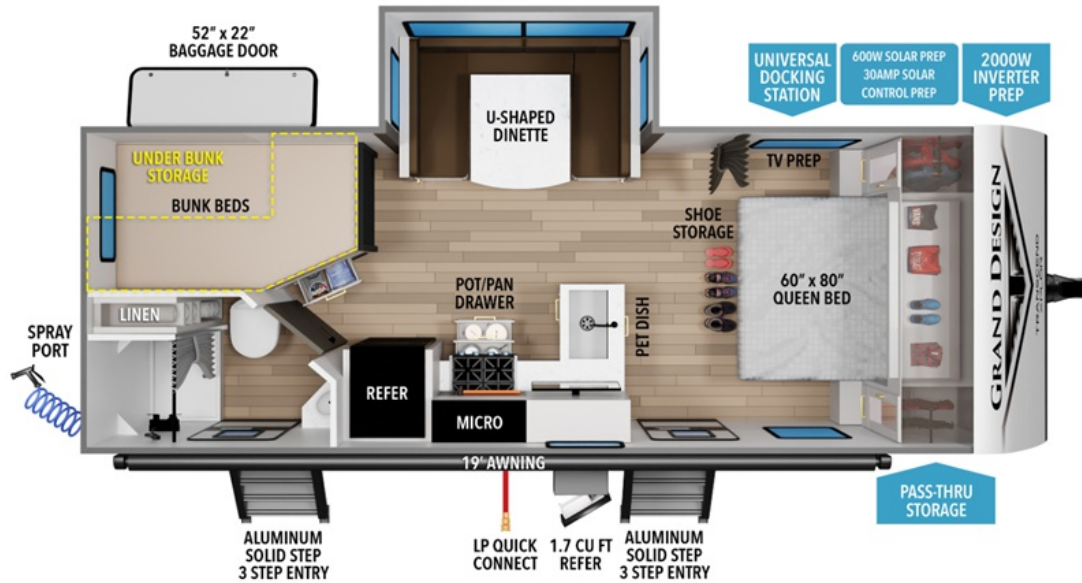 52" x 22"
BAGGAGE DOOR
UNIVERSAL
DOCKING
STATION
600W SOLAR PREP
30AMP SOLAR
CONTROL PREP
2000W
INVERTER
PREP
U-SHAPED
DINETTE
UNDER BUNK
STORAGE
BUNK BEDS
TV PREP
SHOE
STORAGE
60" x 80"
QUEEN BED
POT/PAN
DRAWER
PET DISH
LINEN
SPRAY
PORT
REFER
MICRO
GRAND DESIGN
TRANSCEND
19' AWNING
PASS-THRU
STORAGE
ALUMINUM
SOLID STEP
3 STEP ENTRY
LP QUICK
CONNECT
1.7 CU FT
REFER
ALUMINUM
SOLID STEP
3 STEP ENTRY